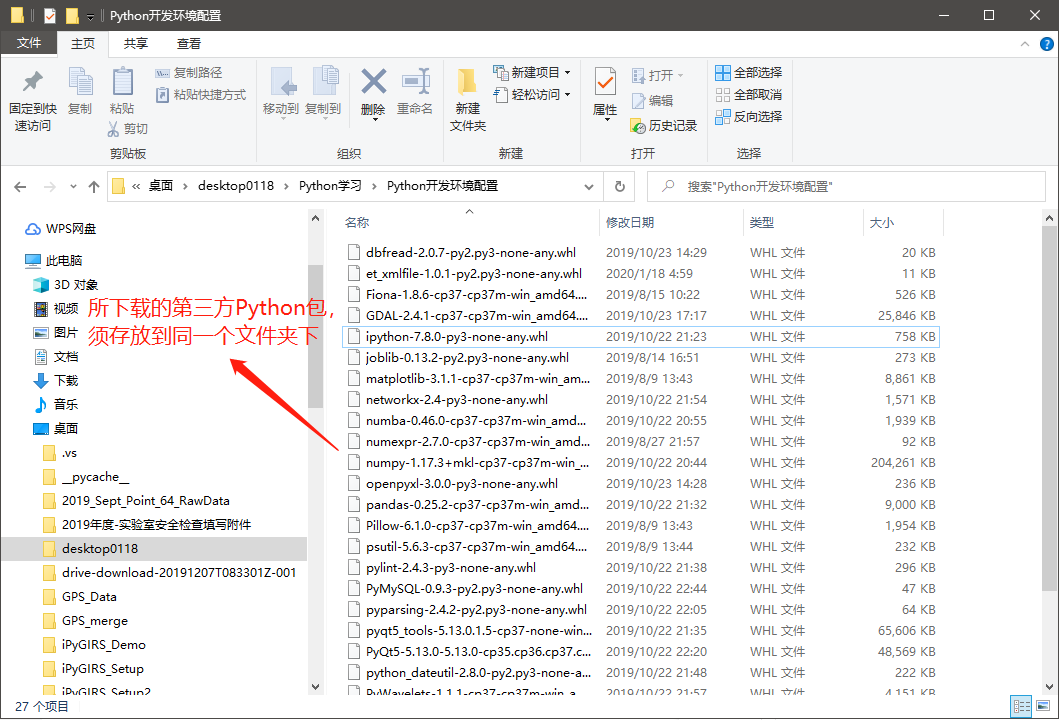 Python开发环境配置
文件 主页 共享 查看
固定到快速访问
复制
粘贴
复制路径
粘贴快捷方式
剪切
移动到
复制到
删除
重命名
新建文件夹
新建项目
轻松访问
属性
打开
编辑
历史记录
全部选择
全部取消
反向选择
剪贴板 组织 新建 打开 选择
« 桌面 › desktop0118 › Python学习 › Python开发环境配置
搜索"Python开发环境配置"
WPS网盘
此电脑
3D 对象
视频
图片
文档
下载
音乐
桌面
.vs
__pycache__
2019_Sept_Point_64_RawData
2019年度-实验室安全检查填写附件
desktop0118
drive-download-20191207T083301Z-001
GPS_Data
GPS_merge
iPyGIRS_Demo
iPyGIRS_Setup
iPyGIRS_Setup2
所下载的第三方Python包，
须存放到同一个文件夹下
名称 修改日期 类型 大小
dbfread-2.0.7-py2.py3-none-any.whl 2019/10/23 14:29 WHL 文件 20 KB
et_xmlfile-1.0.1-py2.py3-none-any.whl 2020/1/18 4:59 WHL 文件 11 KB
Fiona-1.8.6-cp37-cp37m-win_amd64.... 2019/8/15 10:22 WHL 文件 526 KB
GDAL-2.4.1-cp37-cp37m-win_amd64.... 2019/10/23 17:17 WHL 文件 25,846 KB
ipython-7.8.0-py3-none-any.whl 2019/10/22 21:23 WHL 文件 758 KB
joblib-0.13.2-py2.py3-none-any.whl 2019/8/14 16:51 WHL 文件 273 KB
matplotlib-3.1.1-cp37-cp37m-win_am... 2019/8/9 13:43 WHL 文件 8,861 KB
networkx-2.4-py3-none-any.whl 2019/10/22 21:54 WHL 文件 1,571 KB
numba-0.46.0-cp37-cp37m-win_amd... 2019/10/22 20:55 WHL 文件 1,939 KB
numexpr-2.7.0-cp37-cp37m-win_amd... 2019/8/27 21:57 WHL 文件 92 KB
numpy-1.17.3+mkl-cp37-cp37m-win_... 2019/10/22 20:44 WHL 文件 204,261 KB
openpyxl-3.0.0-py3-none-any.whl 2019/10/23 14:28 WHL 文件 236 KB
pandas-0.25.2-cp37-cp37m-win_amd... 2019/10/22 21:32 WHL 文件 9,000 KB
Pillow-6.1.0-cp37-cp37m-win_amd64.... 2019/8/9 13:43 WHL 文件 1,954 KB
psutil-5.6.3-cp37-cp37m-win_amd64.... 2019/8/9 13:44 WHL 文件 232 KB
pylint-2.4.3-py3-none-any.whl 2019/10/22 21:38 WHL 文件 296 KB
PyMySQL-0.9.3-py2.py3-none-any.whl 2019/10/22 22:44 WHL 文件 47 KB
pyparsing-2.4.2-py2.py3-none-any.whl 2019/10/22 22:05 WHL 文件 64 KB
pyqt5_tools-5.13.0.1.5-cp37-none-win... 2019/10/22 21:35 WHL 文件 65,606 KB
PyQt5-5.13.0-5.13.0-cp35.cp36.cp37.c... 2019/10/22 22:20 WHL 文件 48,569 KB
python_dateutil-2.8.0-py2.py3-none-a... 2019/10/22 21:48 WHL 文件 222 KB
PyWavelets-1.1.1-cp37-cp37m-win_a... 2019/10/22 21:57 WHL 文件 4,151 KB
27 个项目